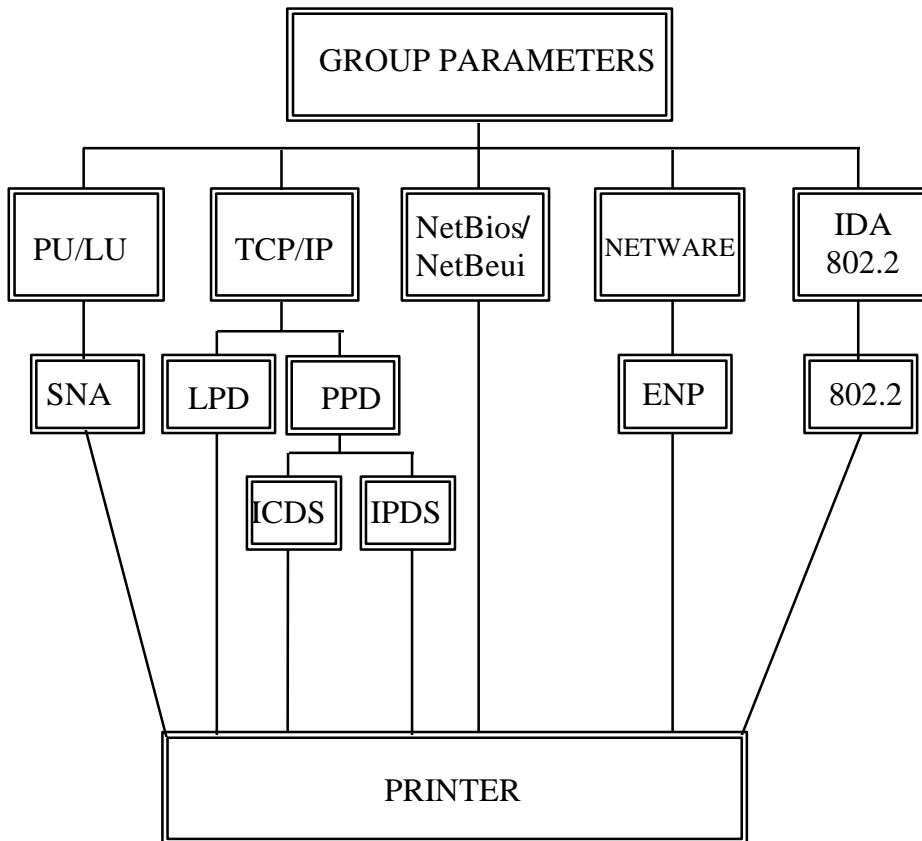 GROUP PARAMETERS
PU/LU
TCP/IP
NetBios/
NetBeui
NETWARE
IDA
802.2
SNA
LPD
PPD
ENP
802.2
ICDS
IPDS
PRINTER